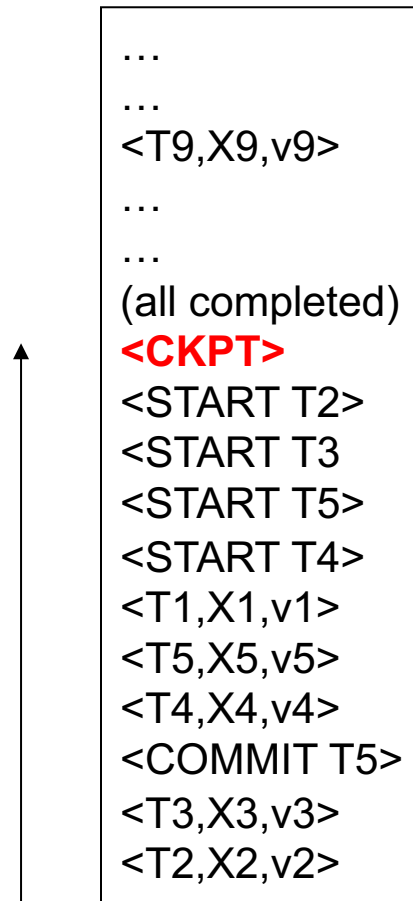 …
…
<T9,X9,v9>
…
…
(all completed)
<CKPT>
<START T2>
<START T3
<START T5>
<START T4>
<T1,X1,v1>
<T5,X5,v5>
<T4,X4,v4>
<COMMIT T5>
<T3,X3,v3>
<T2,X2,v2>